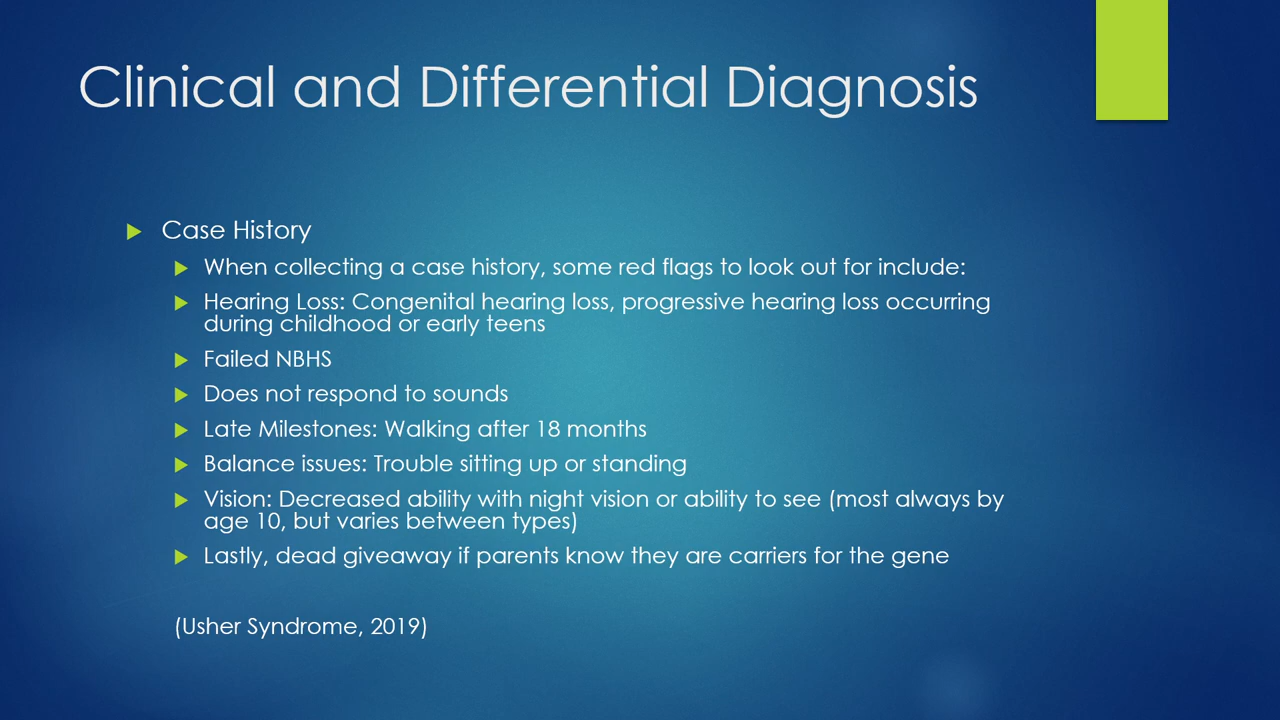 Clinical and Differential Diagnosis
Case History
When collecting a case history, some red flags to look out for include:
Hearing Loss: Congenital hearing loss, progressive hearing loss occurring
during childhood or early teens
Failed NBHS
Does not respond to sounds
Late Milestones: Walking after 18 months
Balance issues: Trouble sitting up or standing
Vision: Decreased ability with night vision or ability to see (most always by
age 10, but varies between types)
Lastly, dead giveaway if parents know they are carriers for the gene
(Usher Syndrome, 2019)